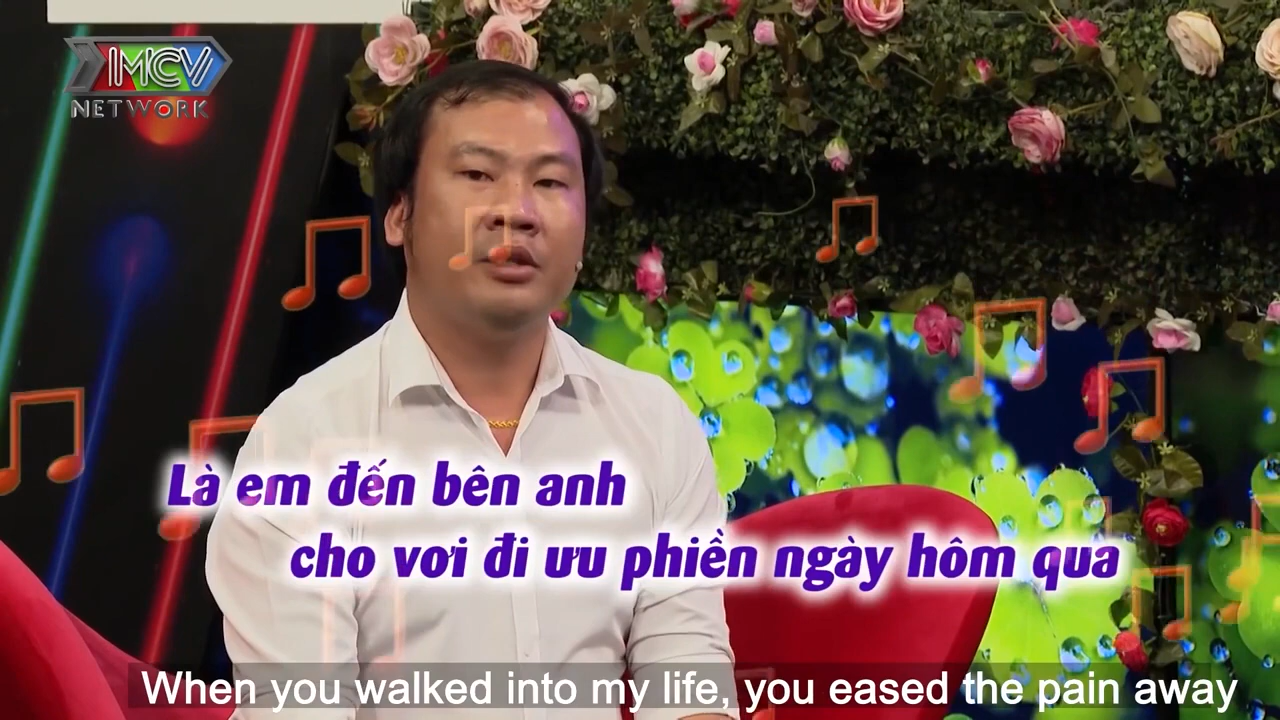 MCV
NETWORK
Là em đến bên anh
cho vơi đi ưu phiền ngày hôm qua
When you walked into my life, you eased the pain away